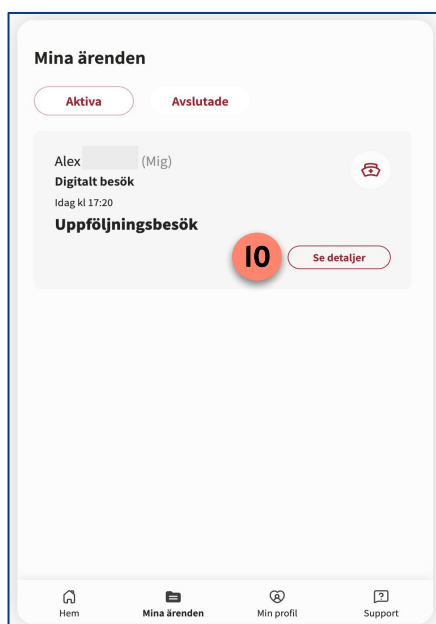 Mina ärenden
Aktiva Avslutade
Alex (Mig)
Digitalt besök
Idag kl 17:20
Uppföljningsbesök
10 Se detaljer
Hem Mina ärenden Min profil Support